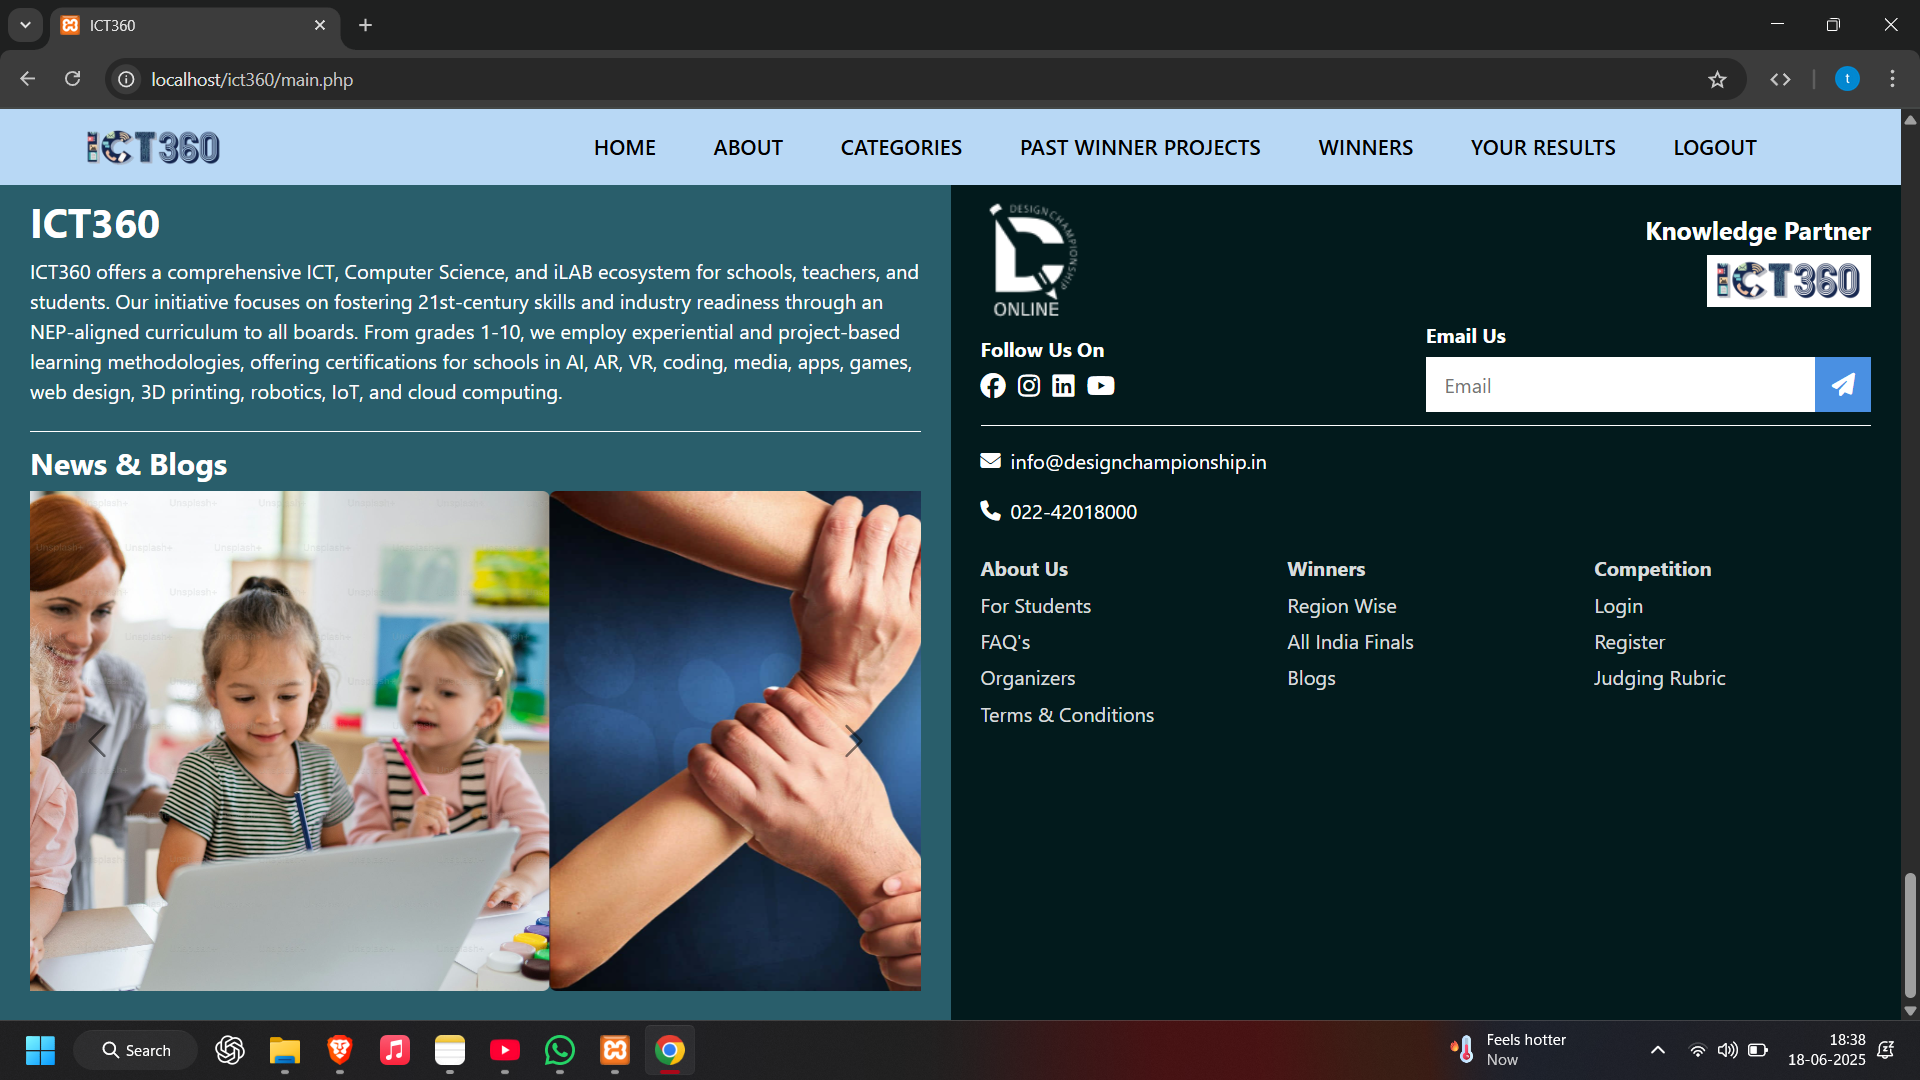 ICT360
localhost/ict360/main.php
t
ICT360
HOME ABOUT CATEGORIES PAST WINNER PROJECTS WINNERS YOUR RESULTS LOGOUT
ICT360
ICT360 offers a comprehensive ICT, Computer Science, and iLAB ecosystem for schools, teachers, and
students. Our initiative focuses on fostering 21st-century skills and industry readiness through an
NEP-aligned curriculum to all boards. From grades 1-10, we employ experiential and project-based
learning methodologies, offering certifications for schools in AI, AR, VR, coding, media, apps, games,
web design, 3D printing, robotics, IoT, and cloud computing.
News & Blogs
Unsplash+
DESIGN CHAMPIONSHIP
ONLINE
Knowledge Partner
ICT360
Follow Us On
Email Us
Email
info@designchampionship.in
022-42018000
About Us
For Students
FAQ's
Organizers
Terms & Conditions
Winners
Region Wise
All India Finals
Blogs
Competition
Login
Register
Judging Rubric
Search
Feels hotter
Now
18:38
18-06-2025